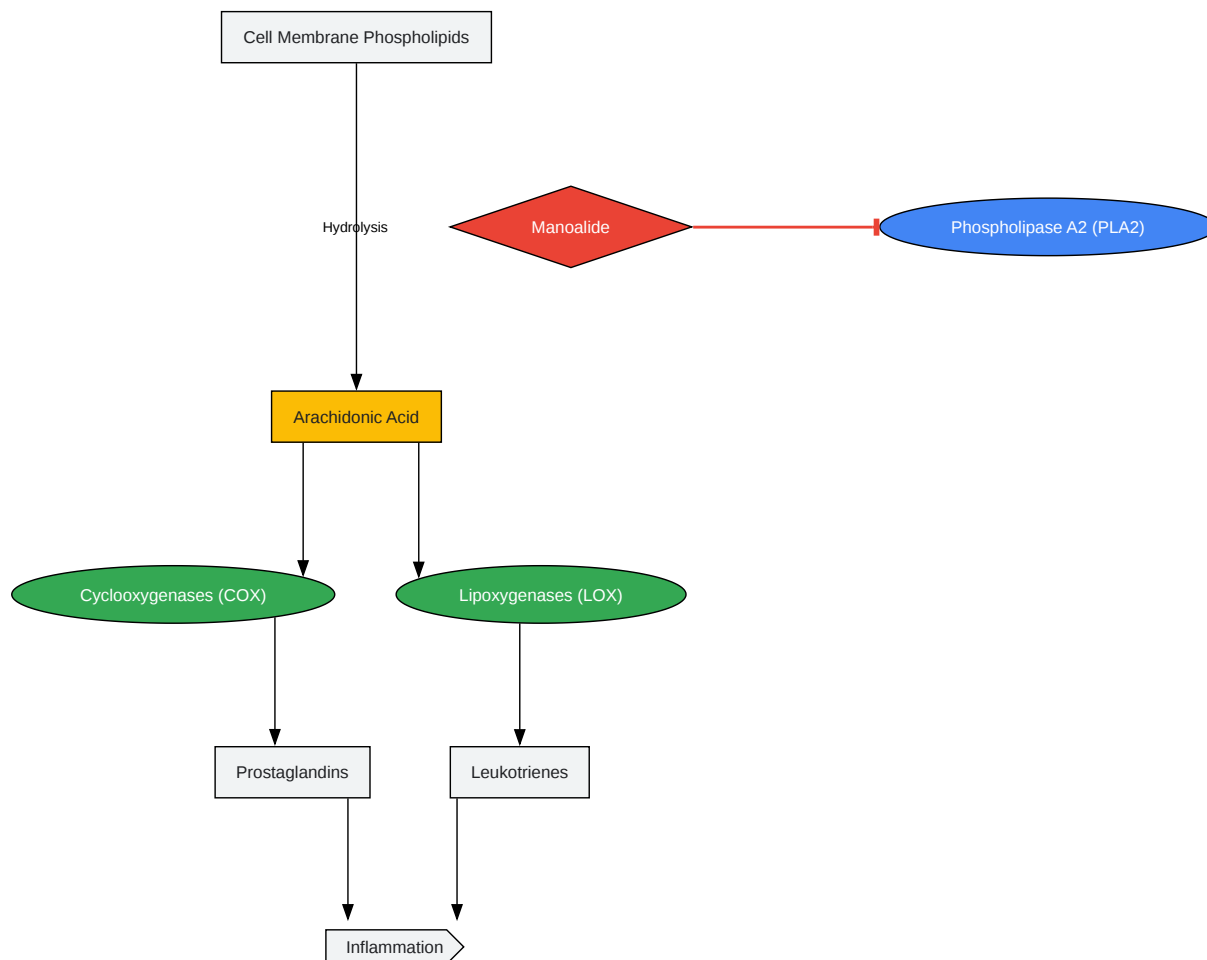 Cell Membrane Phospholipids
Hydrolysis
Manoalide
Phospholipase A2 (PLA2)
Arachidonic Acid
Cyclooxygenases (COX)
Lipoxygenases (LOX)
Prostaglandins
Leukotrienes
Inflammation